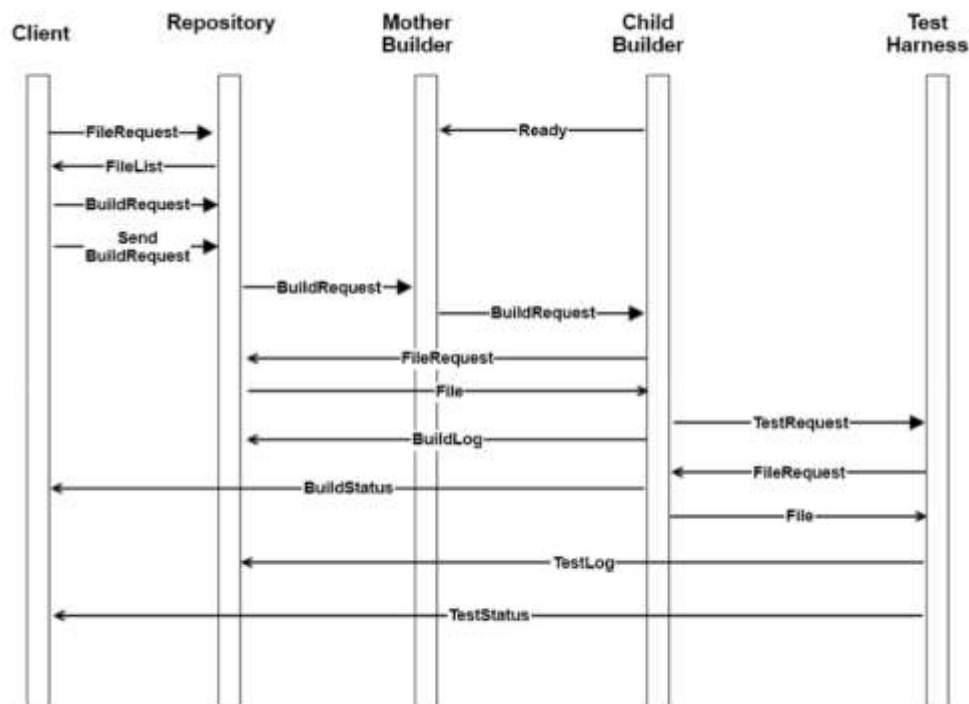 Client
Repository
Mother
Builder
Child
Builder
Test
Harness
FileRequest
Ready
FileList
BuildRequest
Send
BuildRequest
BuildRequest
BuildRequest
FileRequest
File
TestRequest
BuildLog
FileRequest
BuildStatus
File
TestLog
TestStatus